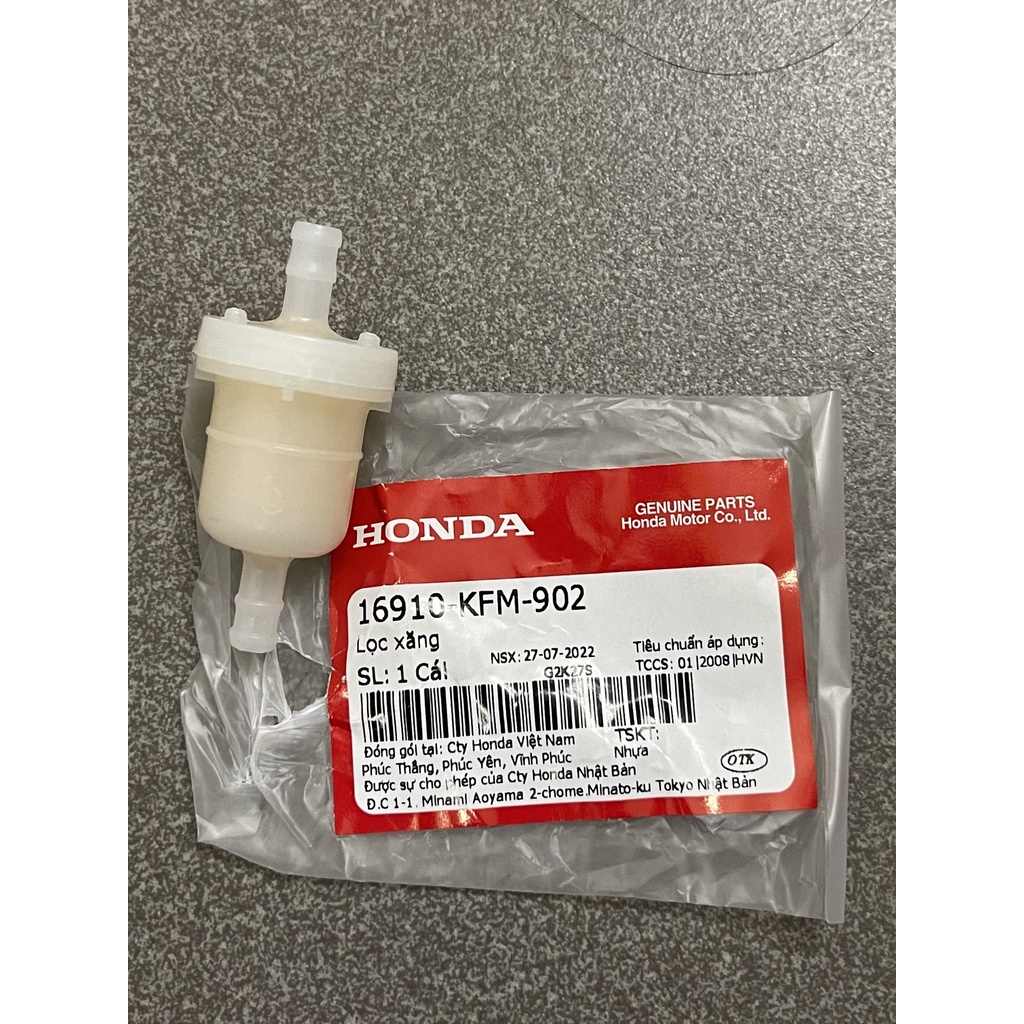 HONDA
GENUINE PARTS
Honda Motor Co., Ltd.
16910-KFM-902
Lọc xăng
SL: 1 Cái
NSX: 27-07-2022
G2K27S
Tiêu chuẩn áp dụng:
TCCS: 01|2008|HVN
Đóng gói tại: Cty Honda Việt Nam
Phúc Thắng, Phúc Yên, Vĩnh Phúc
Được sự cho phép của Cty Honda Nhật Bản
Đ.C 1-1, Minami Aoyama 2-chome.Minato-ku Tokyo Nhật Bản
TSKT:
Nhựa
OTK